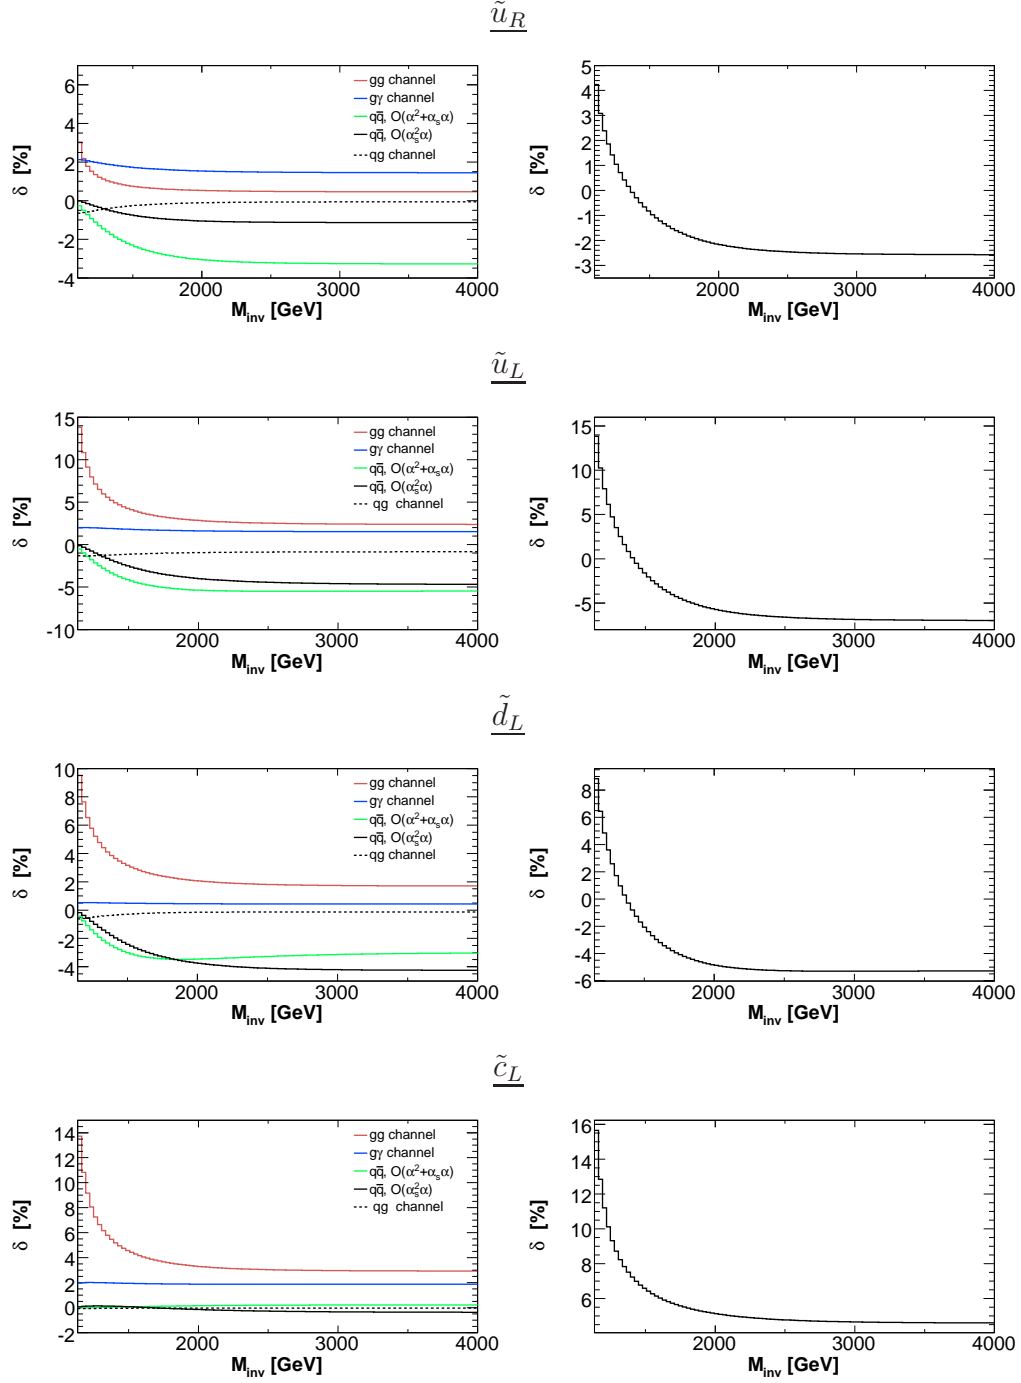 ũ_R
6
4
2
0
-2
-4
δ [%]
gg channel
gγ channel
qq̅, O(α²+α_sα)
qq̅, O(α_s²α)
qg channel
2000 3000 4000
M_inv [GeV]
5
4
3
2
1
0
-1
-2
-3
δ [%]
2000 3000 4000
M_inv [GeV]
ũ_L
15
10
5
0
-5
-10
δ [%]
gg channel
gγ channel
qq̅, O(α²+α_sα)
qq̅, O(α_s²α)
qg channel
2000 3000 4000
M_inv [GeV]
15
10
5
0
-5
δ [%]
2000 3000 4000
M_inv [GeV]
d̃_L
10
8
6
4
2
0
-2
-4
δ [%]
gg channel
gγ channel
qq̅, O(α²+α_sα)
qq̅, O(α_s²α)
qg channel
2000 3000 4000
M_inv [GeV]
8
6
4
2
0
-2
-4
-6
δ [%]
2000 3000 4000
M_inv [GeV]
c̃_L
14
12
10
8
6
4
2
0
-2
δ [%]
gg channel
gγ channel
qq̅, O(α²+α_sα)
qq̅, O(α_s²α)
qg channel
2000 3000 4000
M_inv [GeV]
16
14
12
10
8
6
δ [%]
2000 3000 4000
M_inv [GeV]